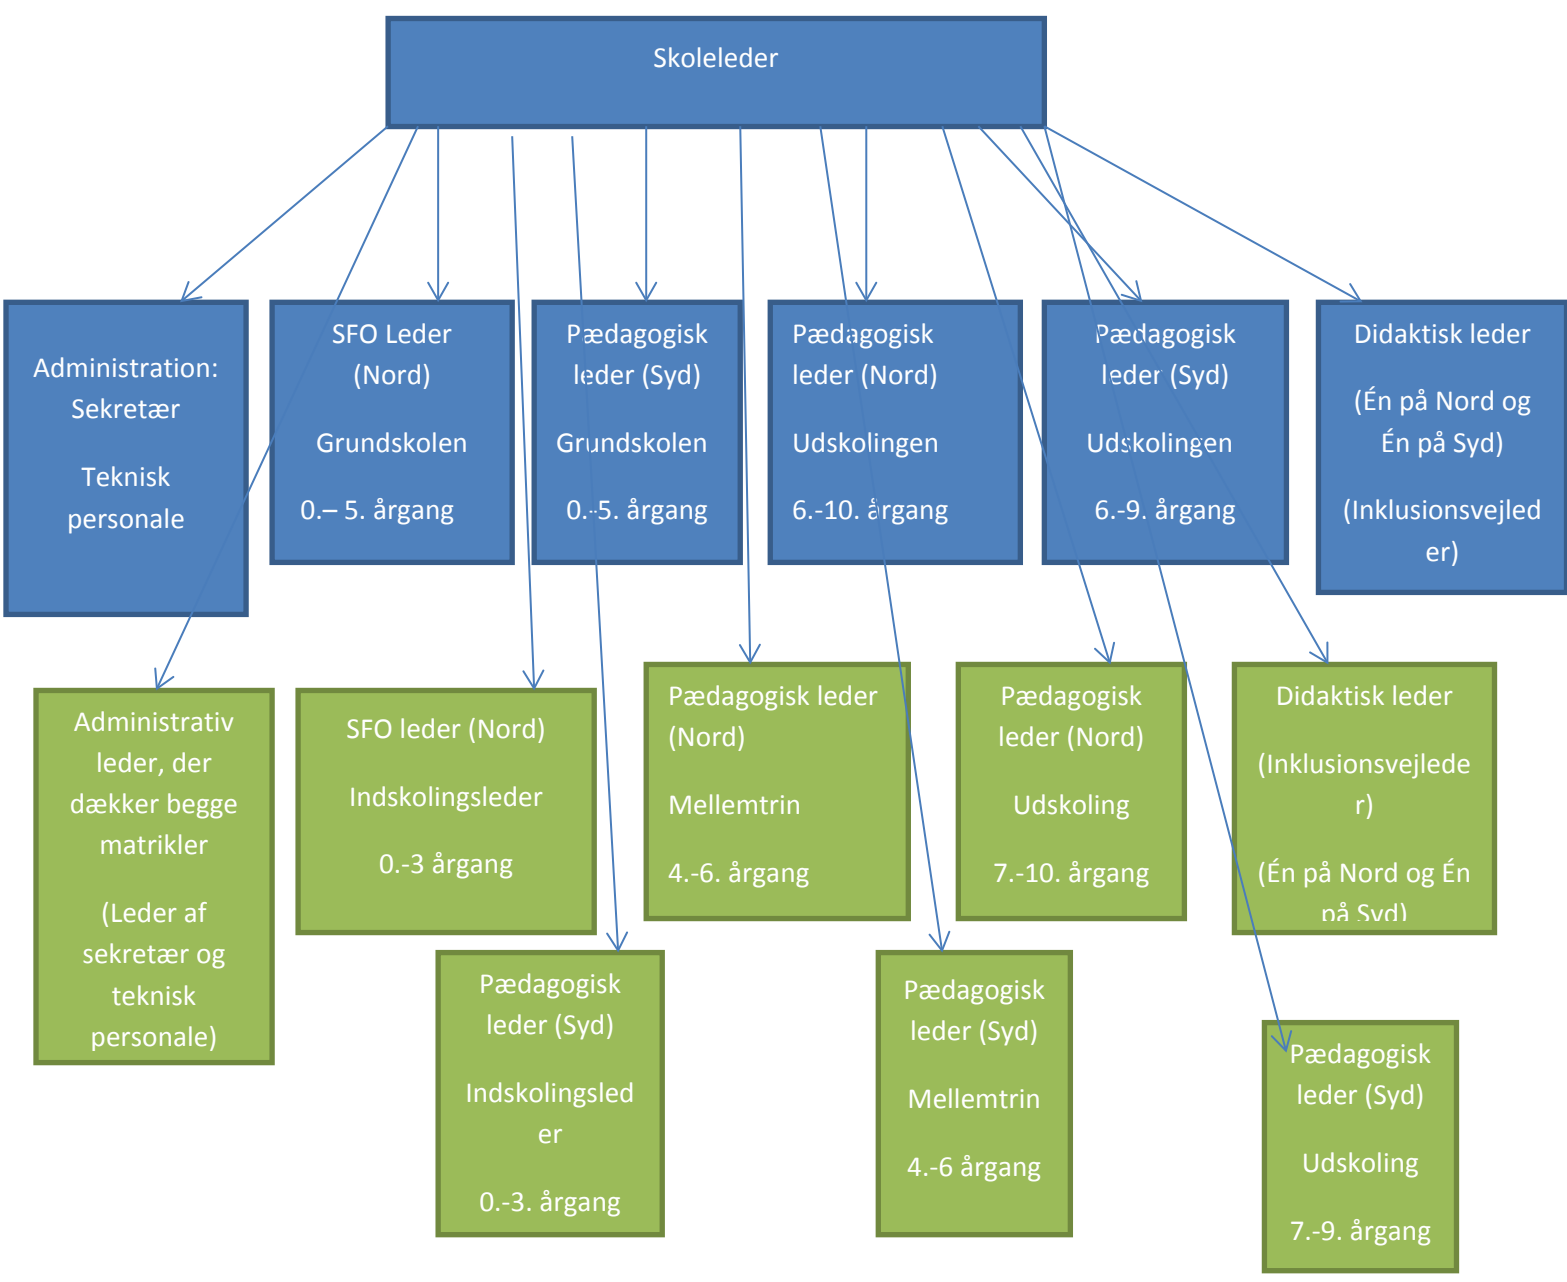 Skoleleder
Administration:
Sekretær
Teknisk
personale
SFO Leder
(Nord)
Grundskolen
0.– 5. årgang
Pædagogisk
leder (Syd)
Grundskolen
0.-5. årgang
Pædagogisk
leder (Nord)
Udskolingen
6.-10. årgang
Pædagogisk
leder (Syd)
Udskolingen
6.-9. årgang
Didaktisk leder
(Én på Nord og
Én på Syd)
(Inklusionsvejled
er)
Administrativ
leder, der
dækker begge
matrikler
(Leder af
sekretær og
teknisk
personale)
SFO leder (Nord)
Indskolingsleder
0.-3 årgang
Pædagogisk leder
(Nord)
Mellemtrin
4.-6. årgang
Pædagogisk
leder (Nord)
Udskoling
7.-10. årgang
Didaktisk leder
(Inklusionsvejlede
r)
(Én på Nord og Én
på Syd)
Pædagogisk
leder (Syd)
Indskolingsled
er
0.-3. årgang
Pædagogisk
leder (Syd)
Mellemtrin
4.-6 årgang
Pædagogisk
leder (Syd)
Udskoling
7.-9. årgang